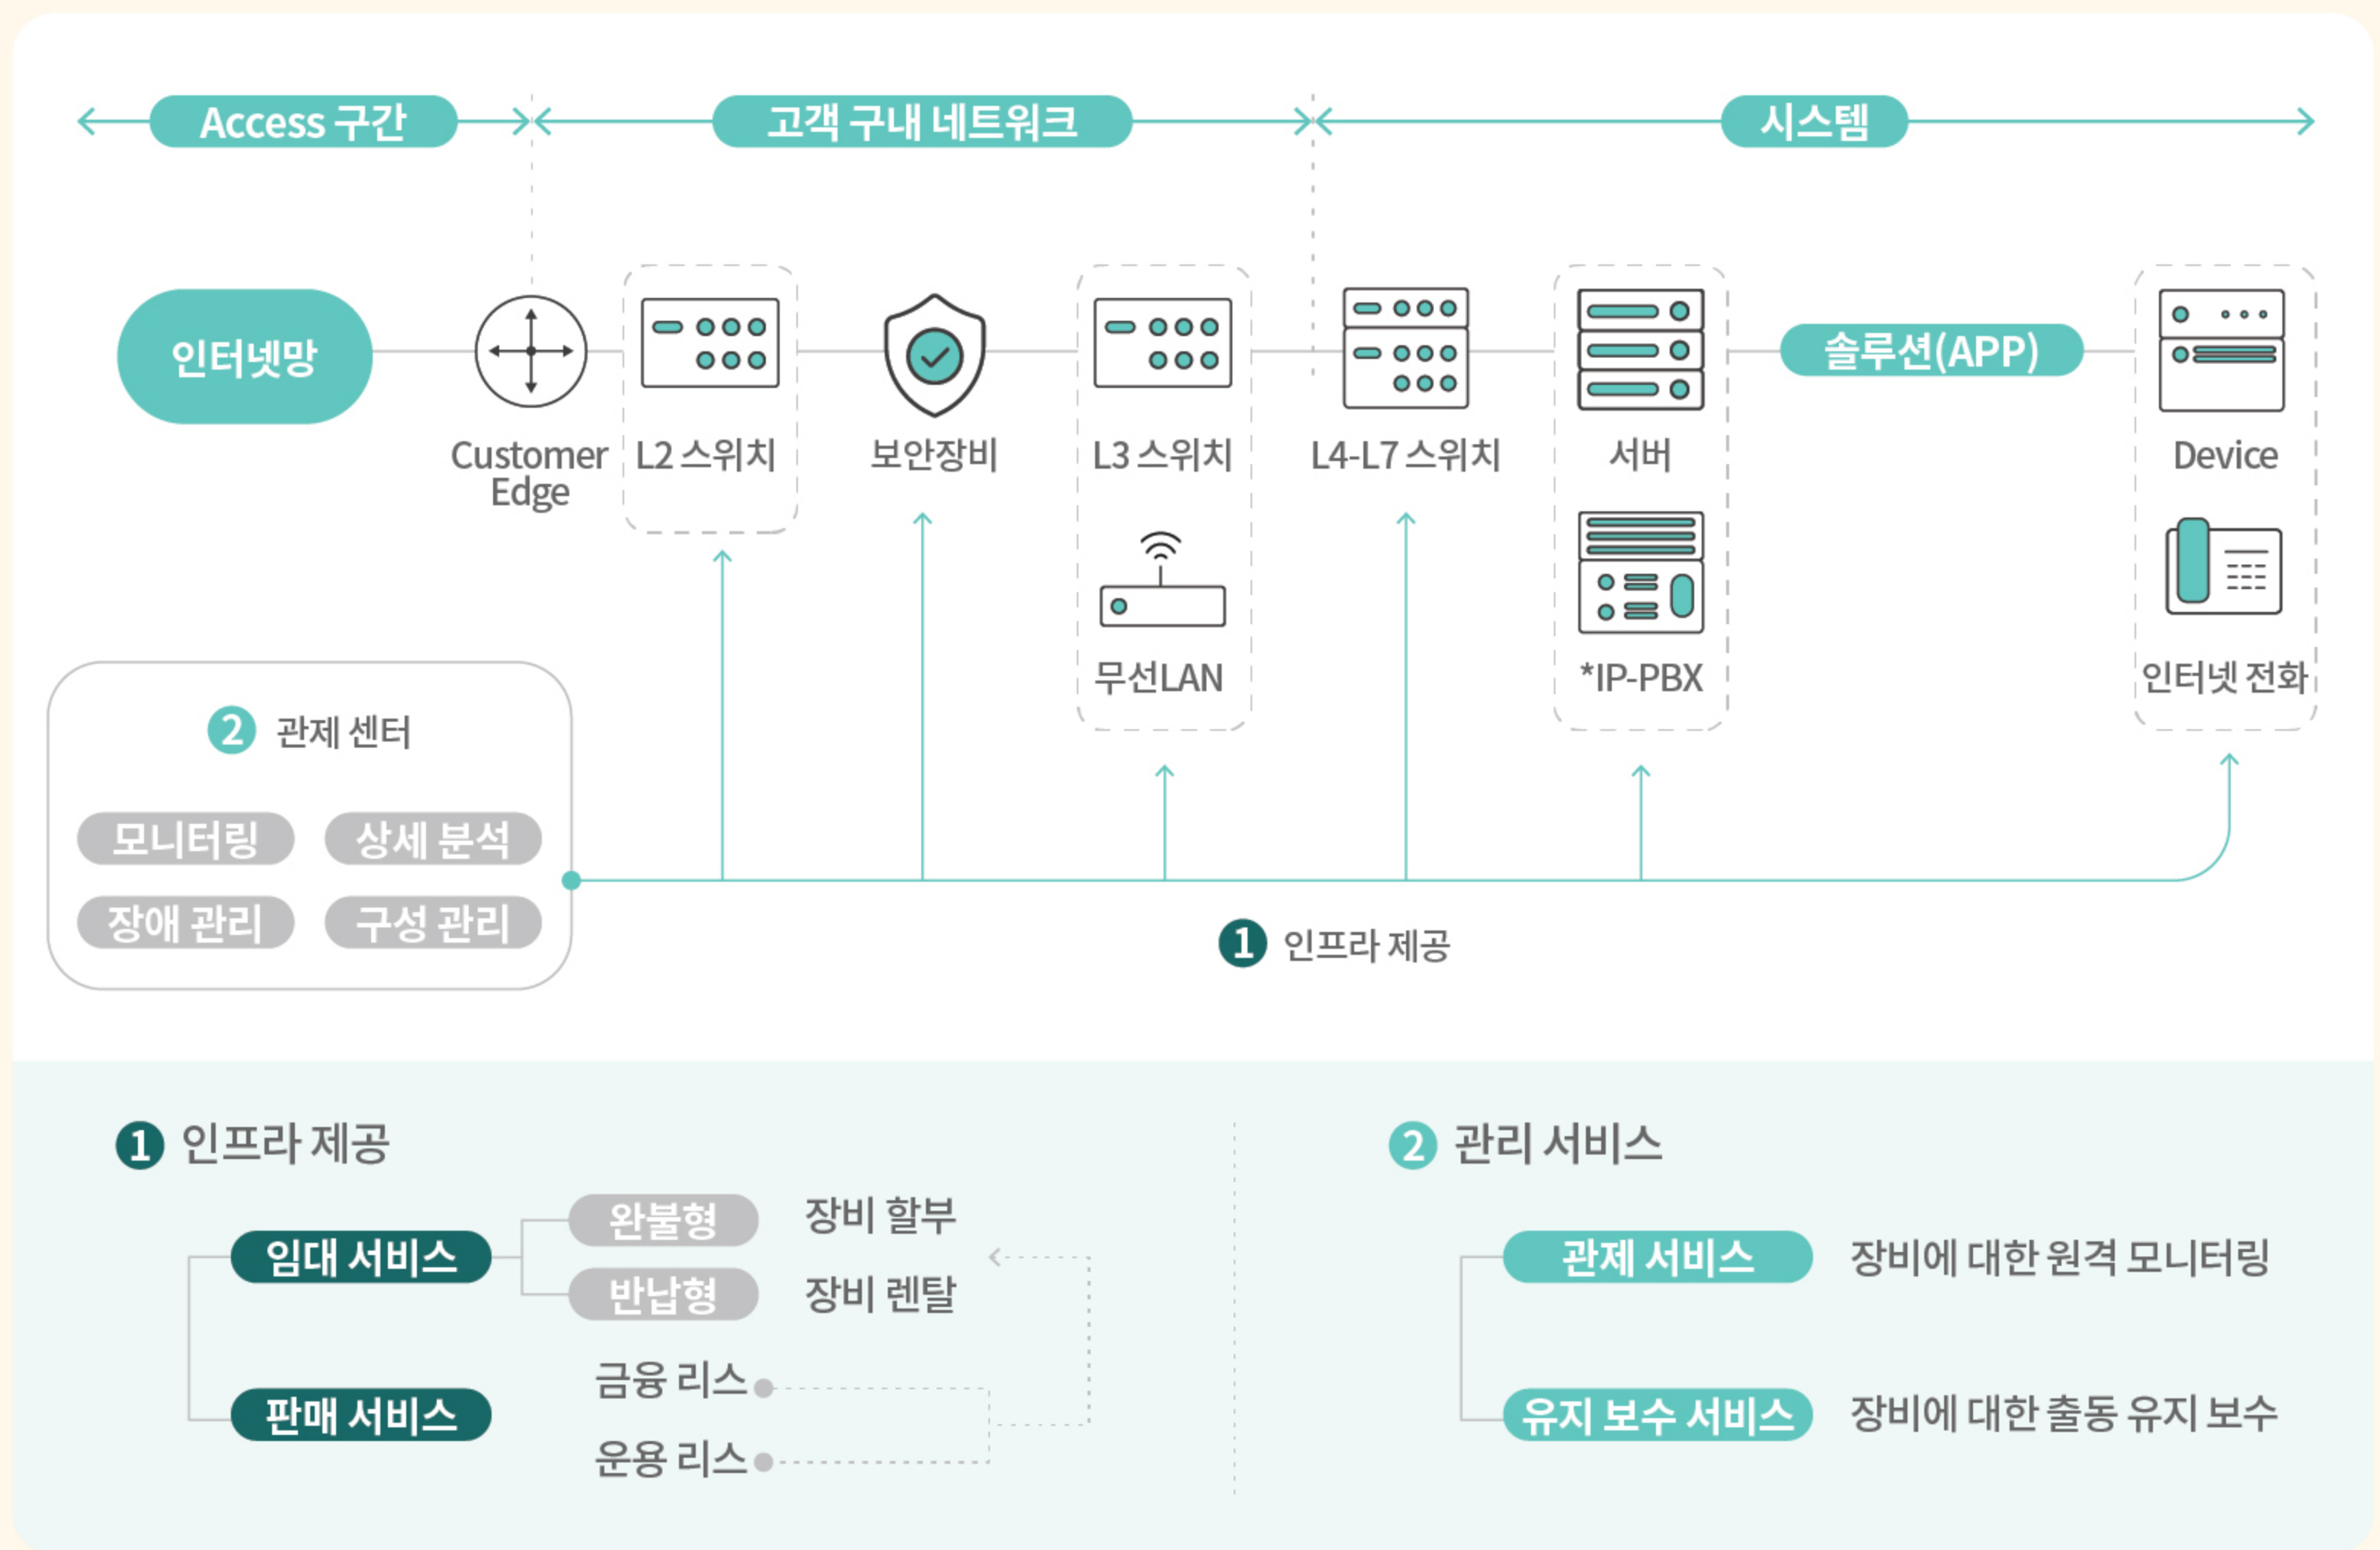 Access 구간
고객 구내 네트워크
시스템
인터넷망
Customer
Edge
L2 스위치
보안장비
L3 스위치
무선LAN
L4-L7 스위치
서버
*IP-PBX
솔루션(APP)
Device
인터넷 전화
2 관제 센터
모니터링
상세 분석
장애 관리
구성 관리
1 인프라 제공
1 인프라 제공
임대 서비스
완불형
장비 할부
반납형
장비 렌탈
판매 서비스
금융 리스
운용 리스
2 관리 서비스
관제 서비스
장비에 대한 원격 모니터링
유지 보수 서비스
장비에 대한 출동 유지 보수